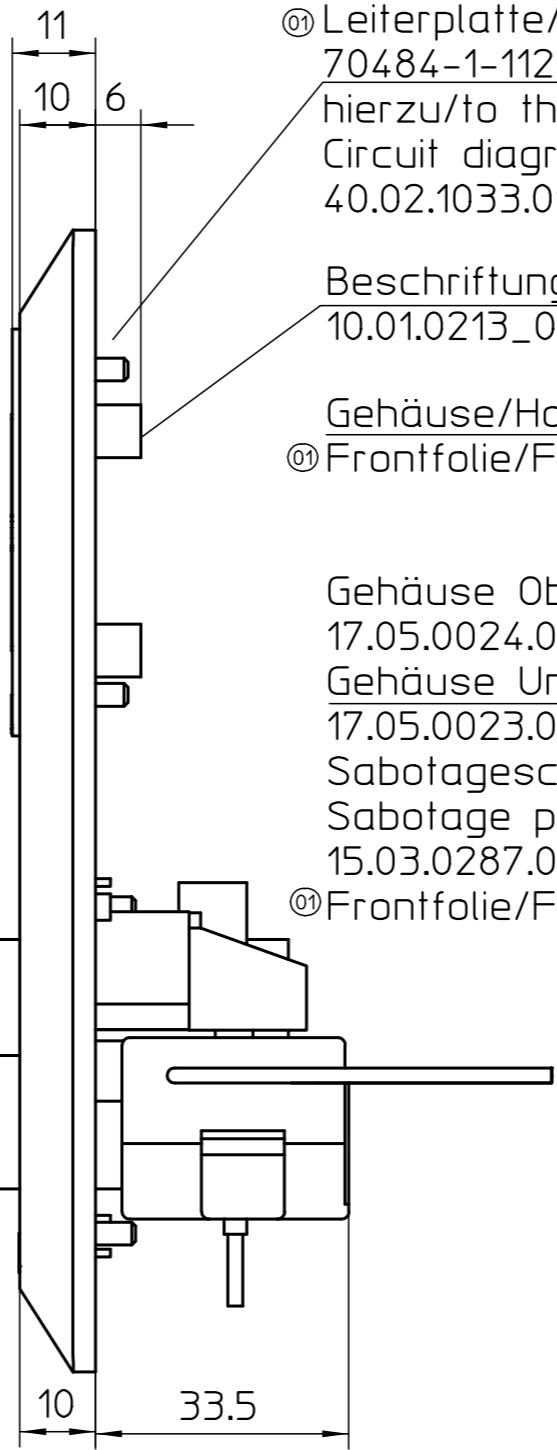 11
10 6
01 Leiterplatte/
70484-1-112
hierzu/to th
Circuit diagr
40.02.1033.0
Beschriftung
10.01.0213_0
Gehäuse/Ho
01 Frontfolie/F
Gehäuse Ob
17.05.0024.0
Gehäuse Un
17.05.0023.0
Sabotagesc
Sabotage p
15.03.0287.0
01 Frontfolie/F
10 33.5